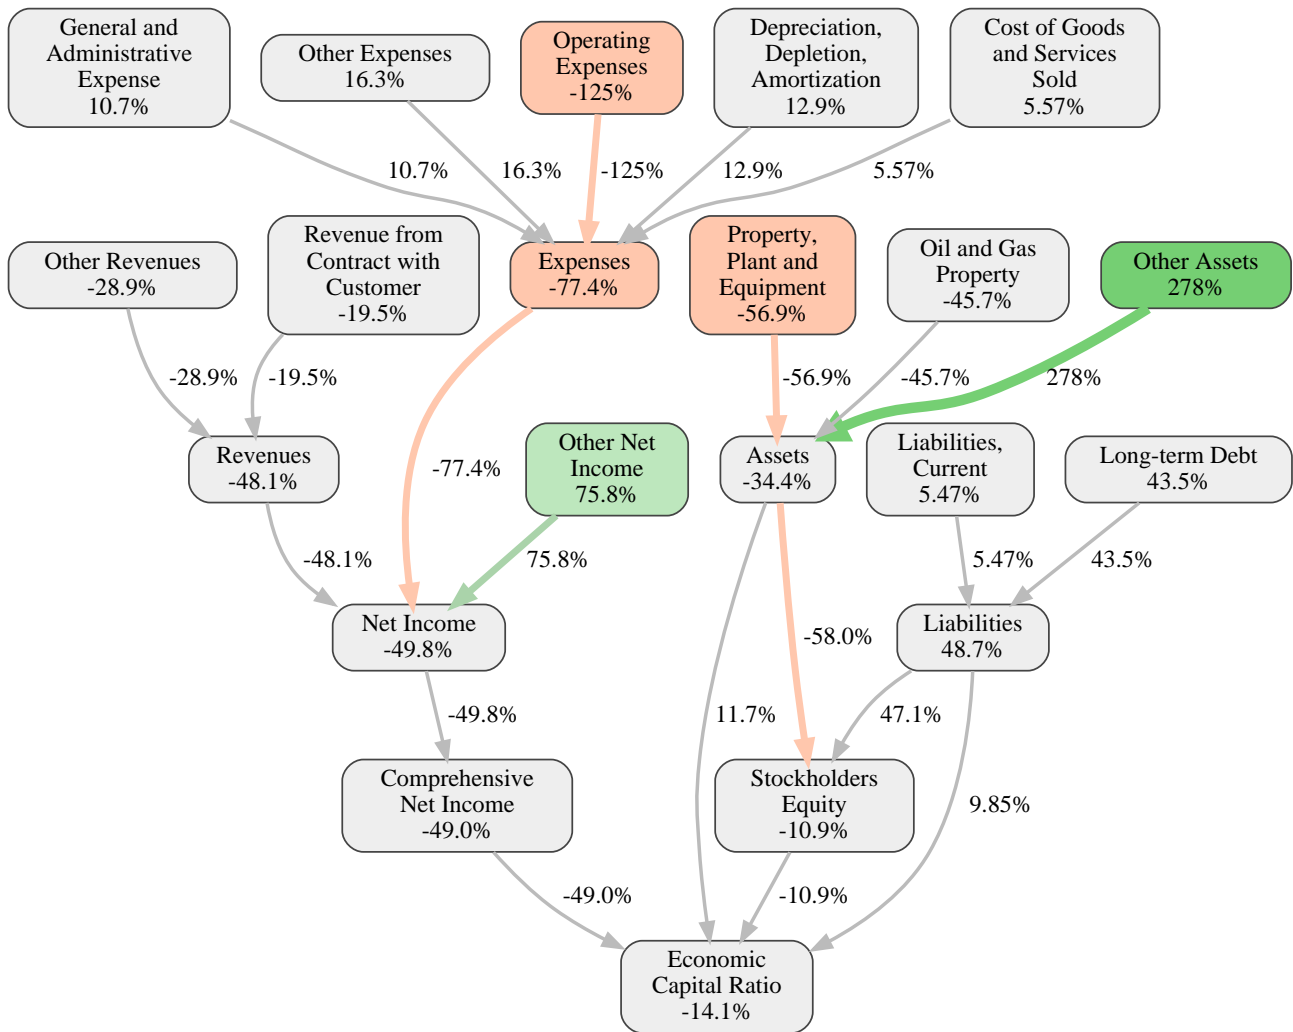 General and
Administrative
Expense
10.7%
Other Expenses
16.3%
Operating
Expenses
-125%
Depreciation,
Depletion,
Amortization
12.9%
Cost of Goods
and Services
Sold
5.57%
10.7%
16.3%
-125%
12.9%
5.57%
Other Revenues
-28.9%
Revenue from
Contract with
Customer
-19.5%
Expenses
-77.4%
Property,
Plant and
Equipment
-56.9%
Oil and Gas
Property
-45.7%
Other Assets
278%
-28.9%
-19.5%
-56.9%
-45.7%
278%
Revenues
-48.1%
-77.4%
Other Net
Income
75.8%
Assets
-34.4%
Liabilities,
Current
5.47%
Long-term Debt
43.5%
-48.1%
75.8%
5.47%
43.5%
Net Income
-49.8%
-58.0%
Liabilities
48.7%
-49.8%
11.7%
47.1%
Comprehensive
Net Income
-49.0%
Stockholders
Equity
-10.9%
9.85%
-49.0%
-10.9%
Economic
Capital Ratio
-14.1%